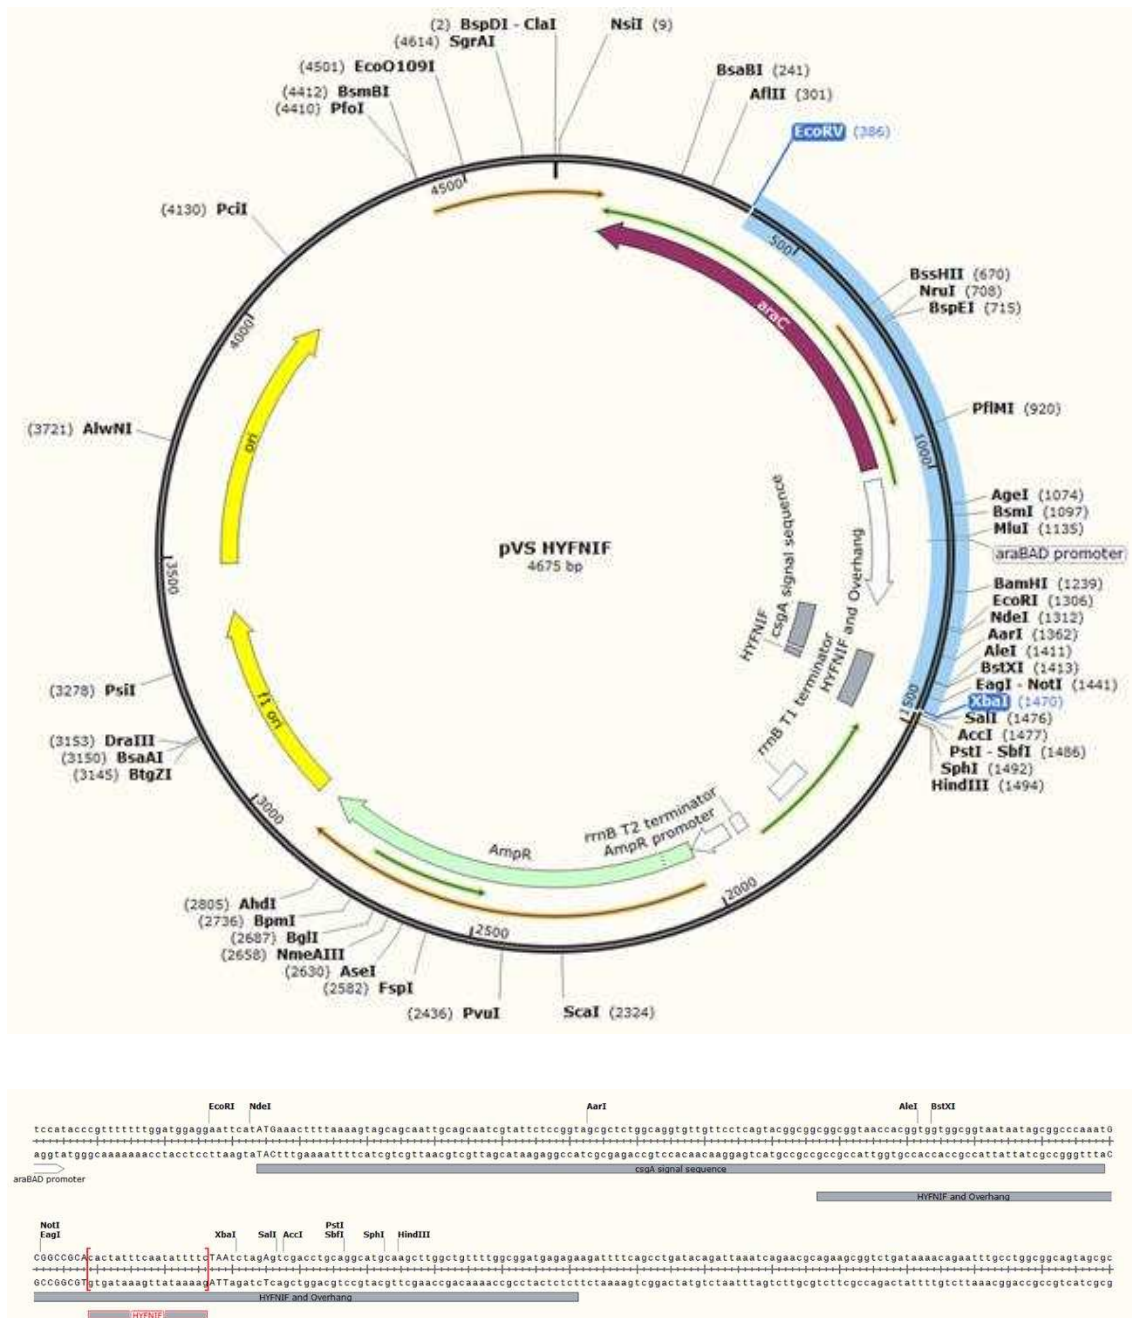 (2) BspDI - ClaI
NsiI (9)
(4614) SgrAI
(4501) EcoO109I
BsaBI (241)
(4412) BsmBI
AflII (301)
(4410) PfoI
EcoRV (386)
4500
(4130) PciI
500
BssHII (670)
NruI (708)
BspEI (715)
araC
4000
PflMI (920)
(3721) AlwNI
ori
1000
AgeI (1074)
BsmI (1097)
MluI (1135)
araBAD promoter
pVS HYFNIF
4675 bp
csgA signal sequence
HYFNIF
HYFNIF and Overhang
3500
BamHI (1239)
EcoRI (1306)
NdeI (1312)
AarI (1362)
AleI (1411)
BstXI (1413)
EagI - NotI (1441)
(3278) PsiI
1500
XbaI (1470)
SalI (1476)
AccI (1477)
PstI - SbfI (1486)
SphI (1492)
HindIII (1494)
f1 ori
(3153) DraIII
(3150) BsaAI
(3145) BtgZI
rrnB T1 terminator
3000
rrnB T2 terminator
AmpR promoter
AmpR
2000
(2805) AhdI
(2736) BpmI
(2687) BglI
2500
(2658) NmeAIII
(2630) AseI
(2582) FspI
(2436) PvuI
ScaI (2324)
EcoRI NdeI AarI AleI BstXI
araBAD promoter
csgA signal sequence
HYFNIF and Overhang
NotI PstI
EagI XbaI SalI AccI SbfI SphI HindIII
HYFNIF and Overhang
HYFNIF